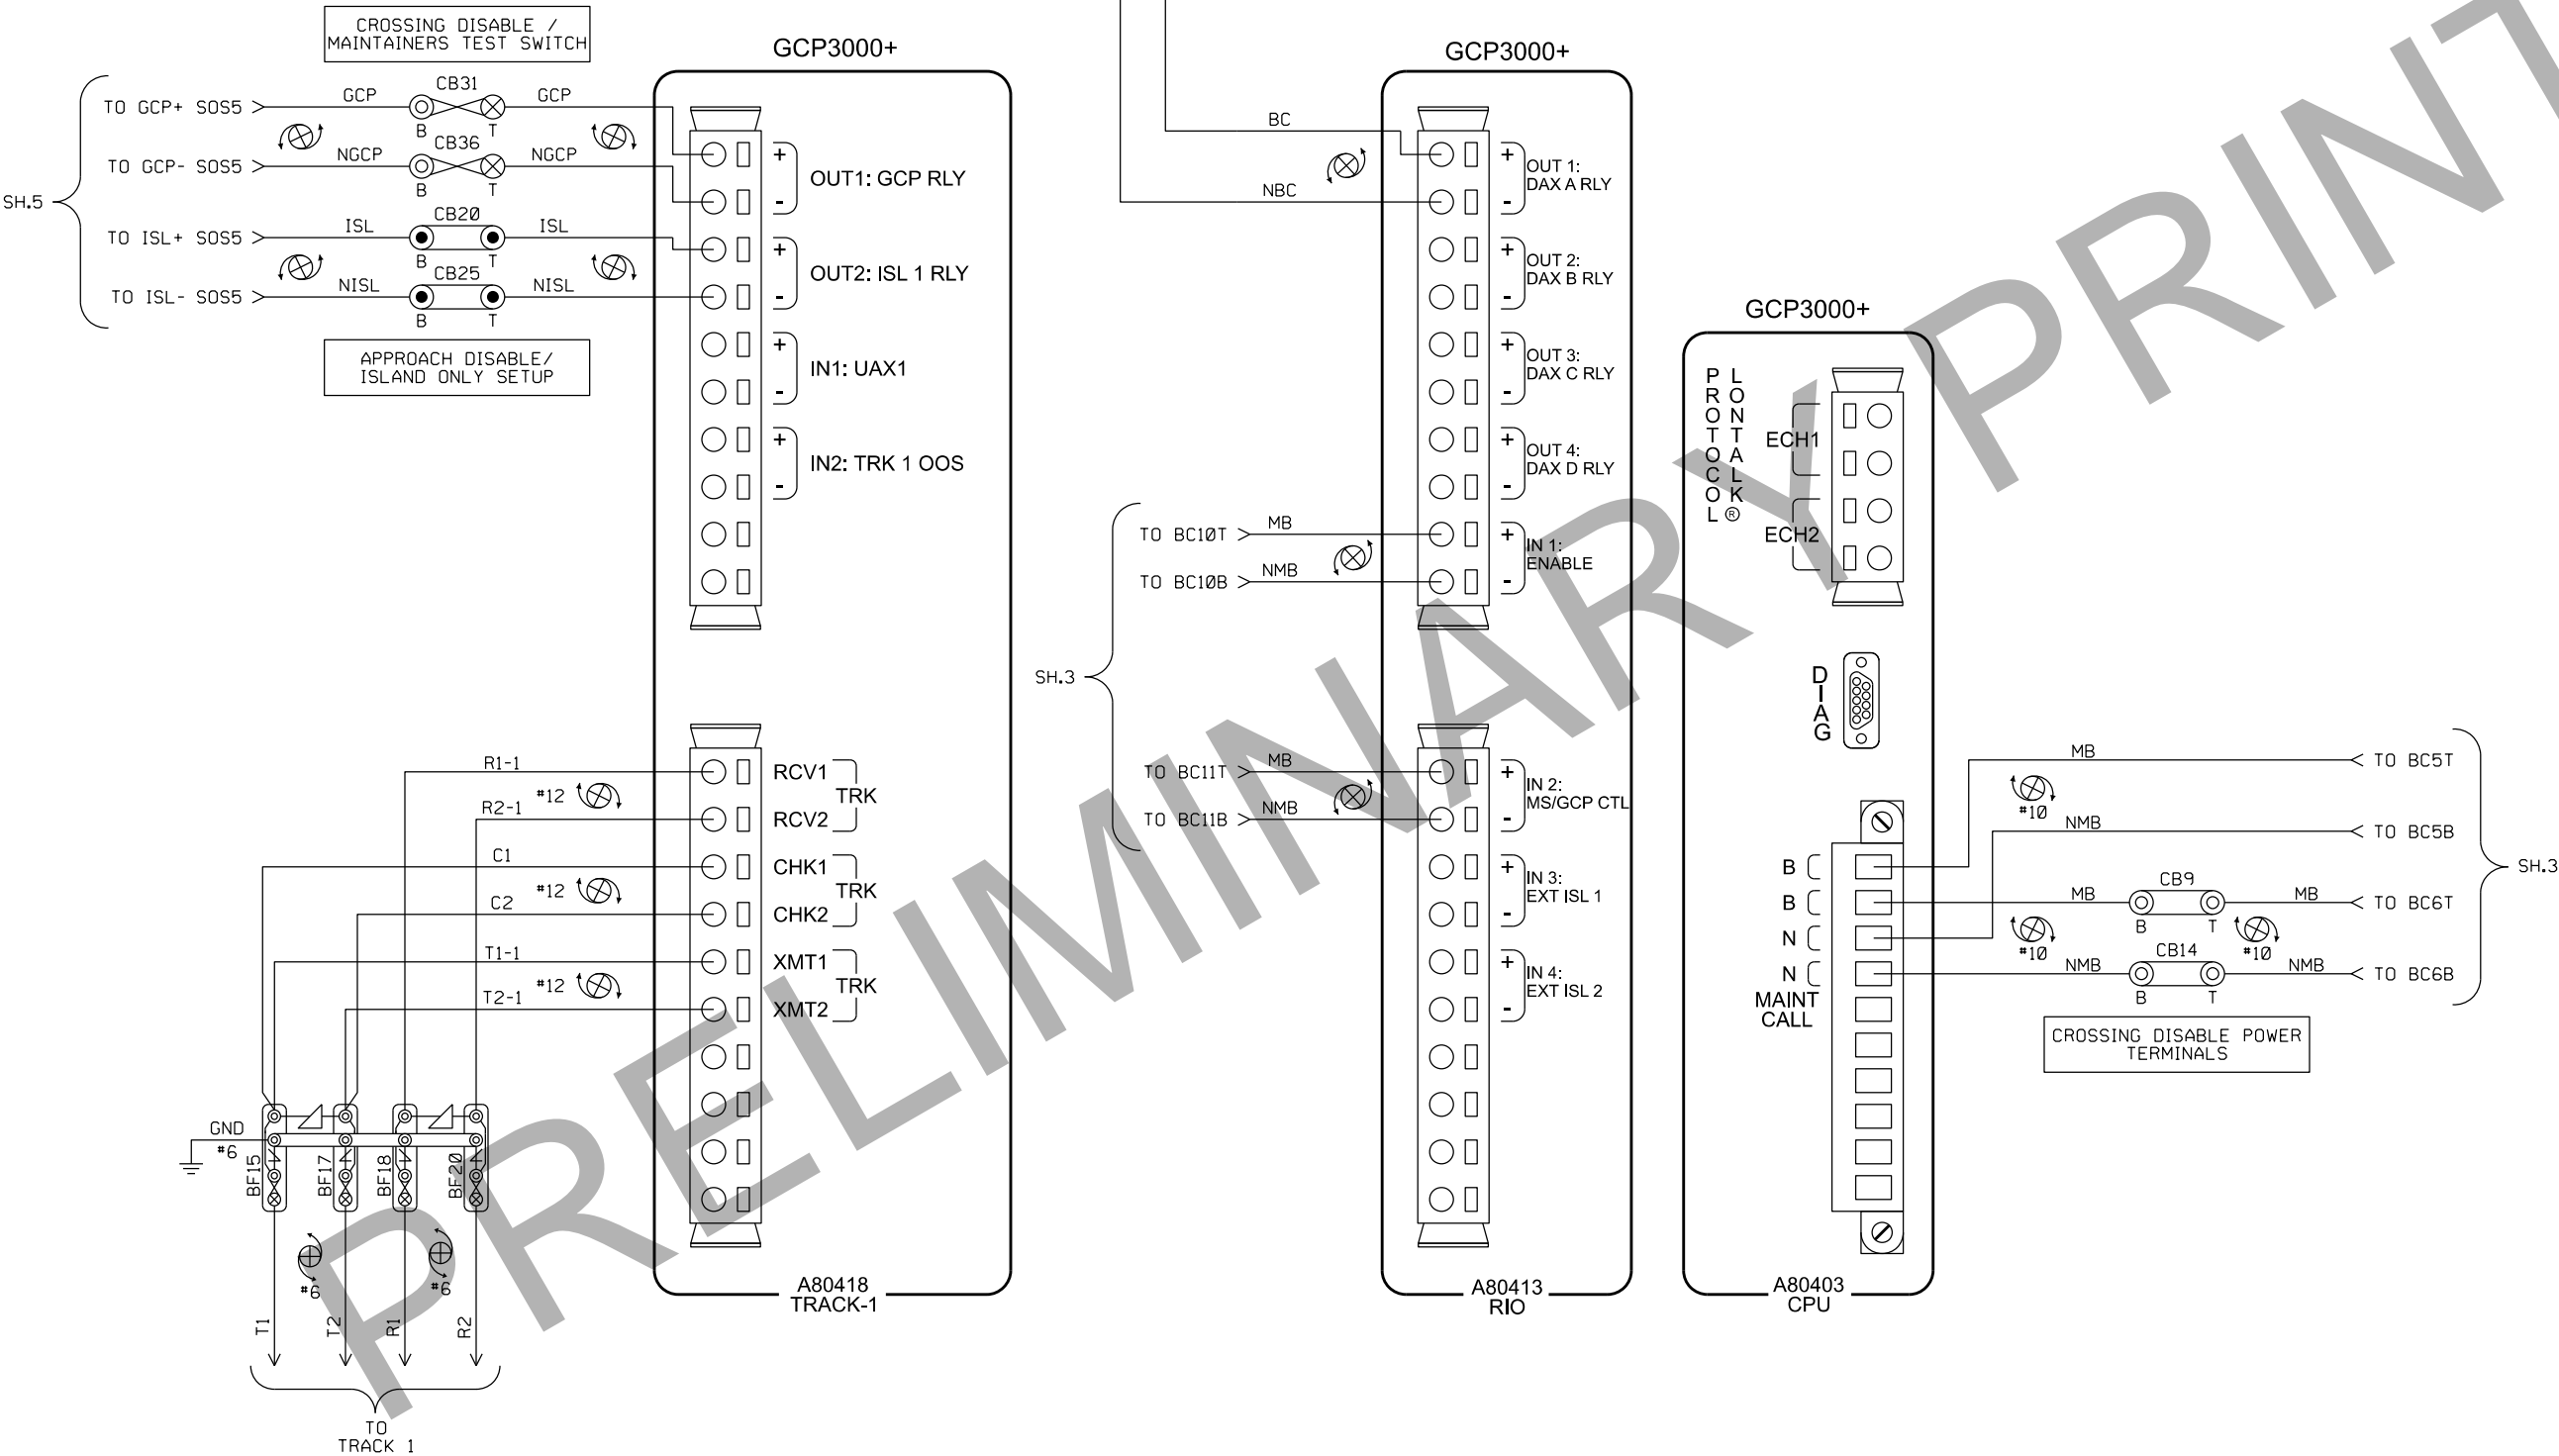 CROSSING DISABLE /
MAINTAINERS TEST SWITCH
TO GCP+ SOS5
GCP
CB31
GCP
B
T
TO GCP- SOS5
NGCP
CB36
NGCP
B
T
SH.5
TO ISL+ SOS5
ISL
CB20
ISL
B
T
TO ISL- SOS5
NISL
CB25
NISL
B
T
APPROACH DISABLE/
ISLAND ONLY SETUP
GCP3000+
+
-
OUT1: GCP RLY
+
-
OUT2: ISL 1 RLY
+
-
IN1: UAX1
+
-
IN2: TRK 1 OOS
R1-1
#12
R2-1
C1
#12
C2
T1-1
#12
T2-1
RCV1
TRK
RCV2
CHK1
TRK
CHK2
XMT1
TRK
XMT2
GND
#6
BF15
BF17
BF18
BF20
#6
#6
T1
T2
R1
R2
TO
TRACK 1
A80418
TRACK-1
GCP3000+
BC
NBC
+
-
OUT 1:
DAX A RLY
+
-
OUT 2:
DAX B RLY
+
-
OUT 3:
DAX C RLY
+
-
OUT 4:
DAX D RLY
TO BC10T
MB
TO BC10B
NMB
+
-
IN 1:
ENABLE
SH.3
TO BC11T
MB
TO BC11B
NMB
+
-
IN 2:
MS/GCP CTL
+
-
IN 3:
EXT ISL 1
+
-
IN 4:
EXT ISL 2
A80413
RIO
GCP3000+
PROTOCOL
LONTALK®
ECH1
ECH2
DIAG
B
B
N
N
MAINT
CALL
MB
TO BC5T
#10
NMB
TO BC5B
MB
CB9
MB
TO BC6T
B
T
#10
#10
NMB
CB14
NMB
TO BC6B
B
T
SH.3
CROSSING DISABLE POWER
TERMINALS
A80403
CPU
PRELIMINARY PRINT